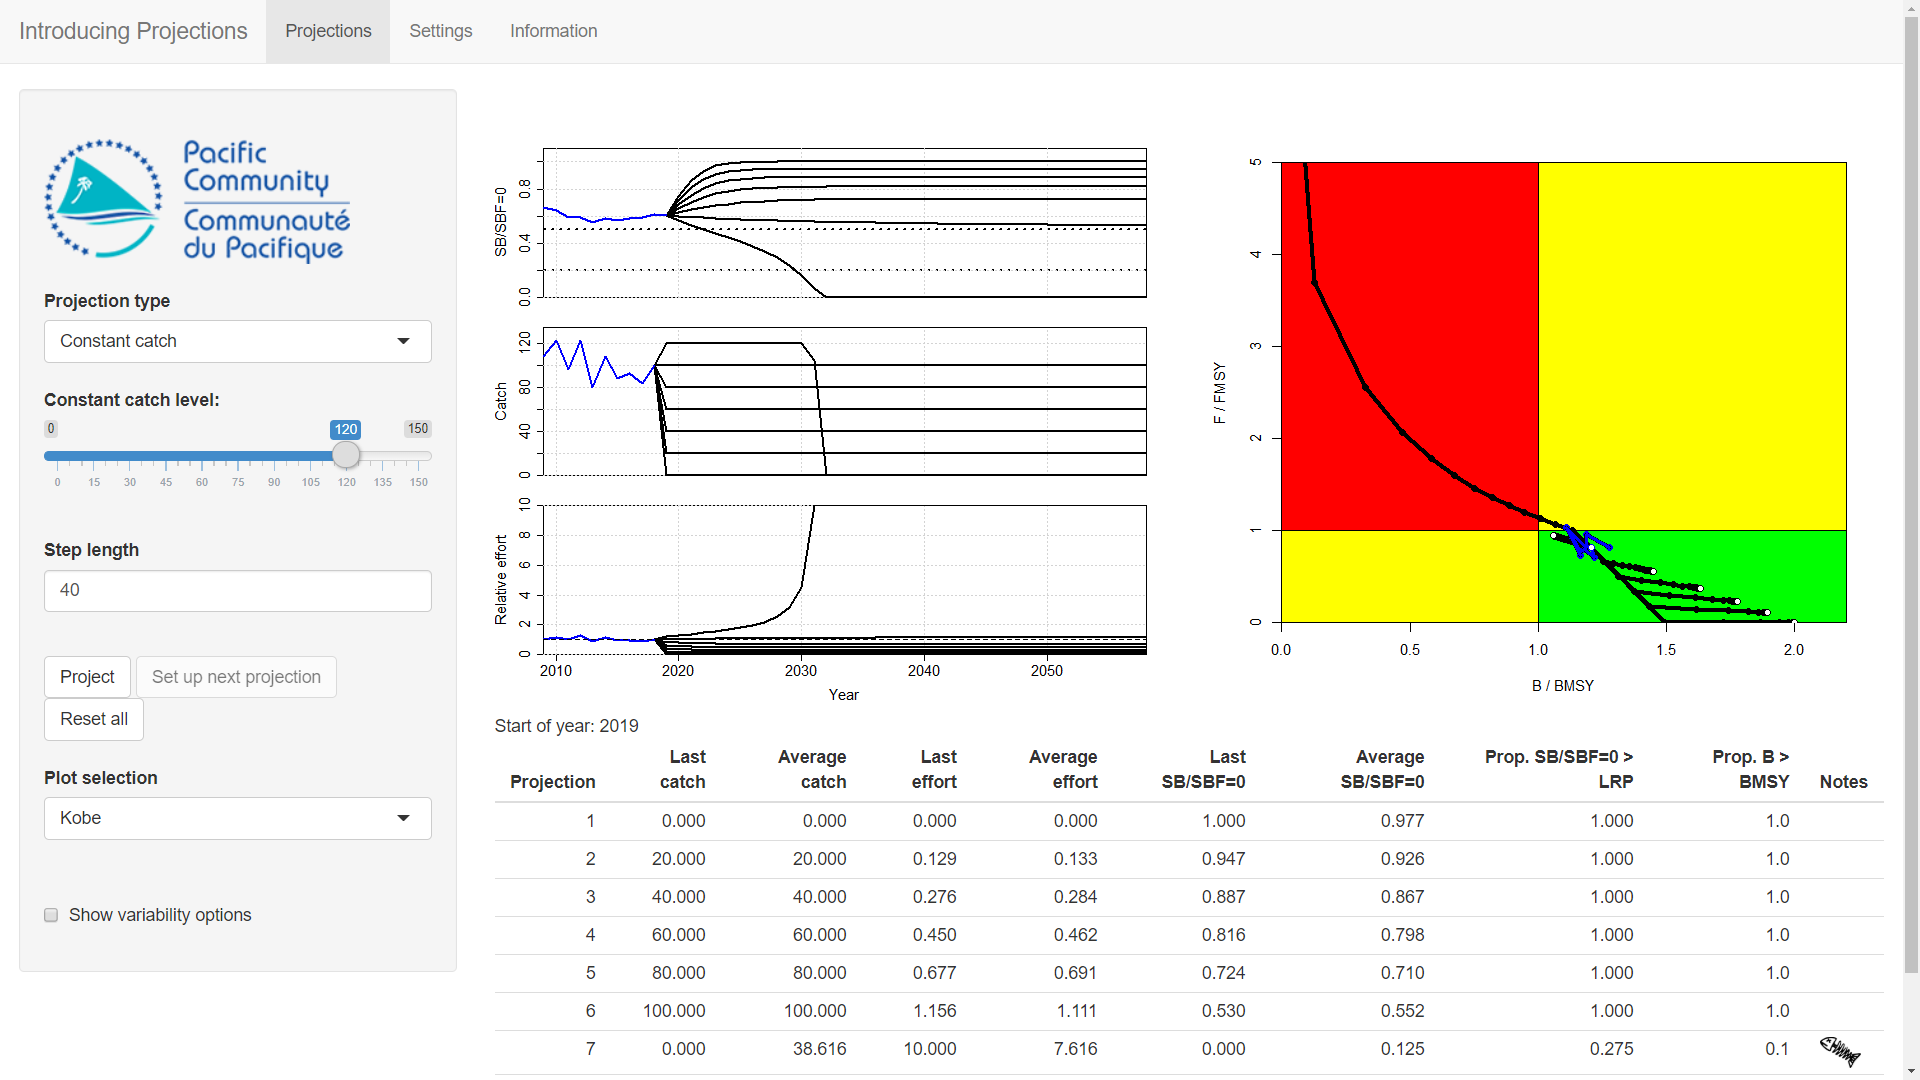 Introducing Projections
Projections
Settings
Information
Pacific
Community
Communauté
du Pacifique
Projection type
Constant catch
Constant catch level:
0 120 150
0 15 30 45 60 75 90 105 120 135 150
Step length
40
Project
Set up next projection
Reset all
Plot selection
Kobe
Show variability options
SB/SBF=0
0.0 0.4 0.8
Catch
0 40 80 120
Relative effort
0 2 4 6 8 10
2010 2020 2030 2040 2050
Year
F / FMSY
0 1 2 3 4 5
0.0 0.5 1.0 1.5 2.0
B / BMSY
Start of year: 2019
Projection Last catch Average catch Last effort Average effort Last SB/SBF=0 Average SB/SBF=0 Prop. SB/SBF=0 > LRP Prop. B > BMSY Notes
1 0.000 0.000 0.000 0.000 1.000 0.977 1.000 1.0
2 20.000 20.000 0.129 0.133 0.947 0.926 1.000 1.0
3 40.000 40.000 0.276 0.284 0.887 0.867 1.000 1.0
4 60.000 60.000 0.450 0.462 0.816 0.798 1.000 1.0
5 80.000 80.000 0.677 0.691 0.724 0.710 1.000 1.0
6 100.000 100.000 1.156 1.111 0.530 0.552 1.000 1.0
7 0.000 38.616 10.000 7.616 0.000 0.125 0.275 0.1